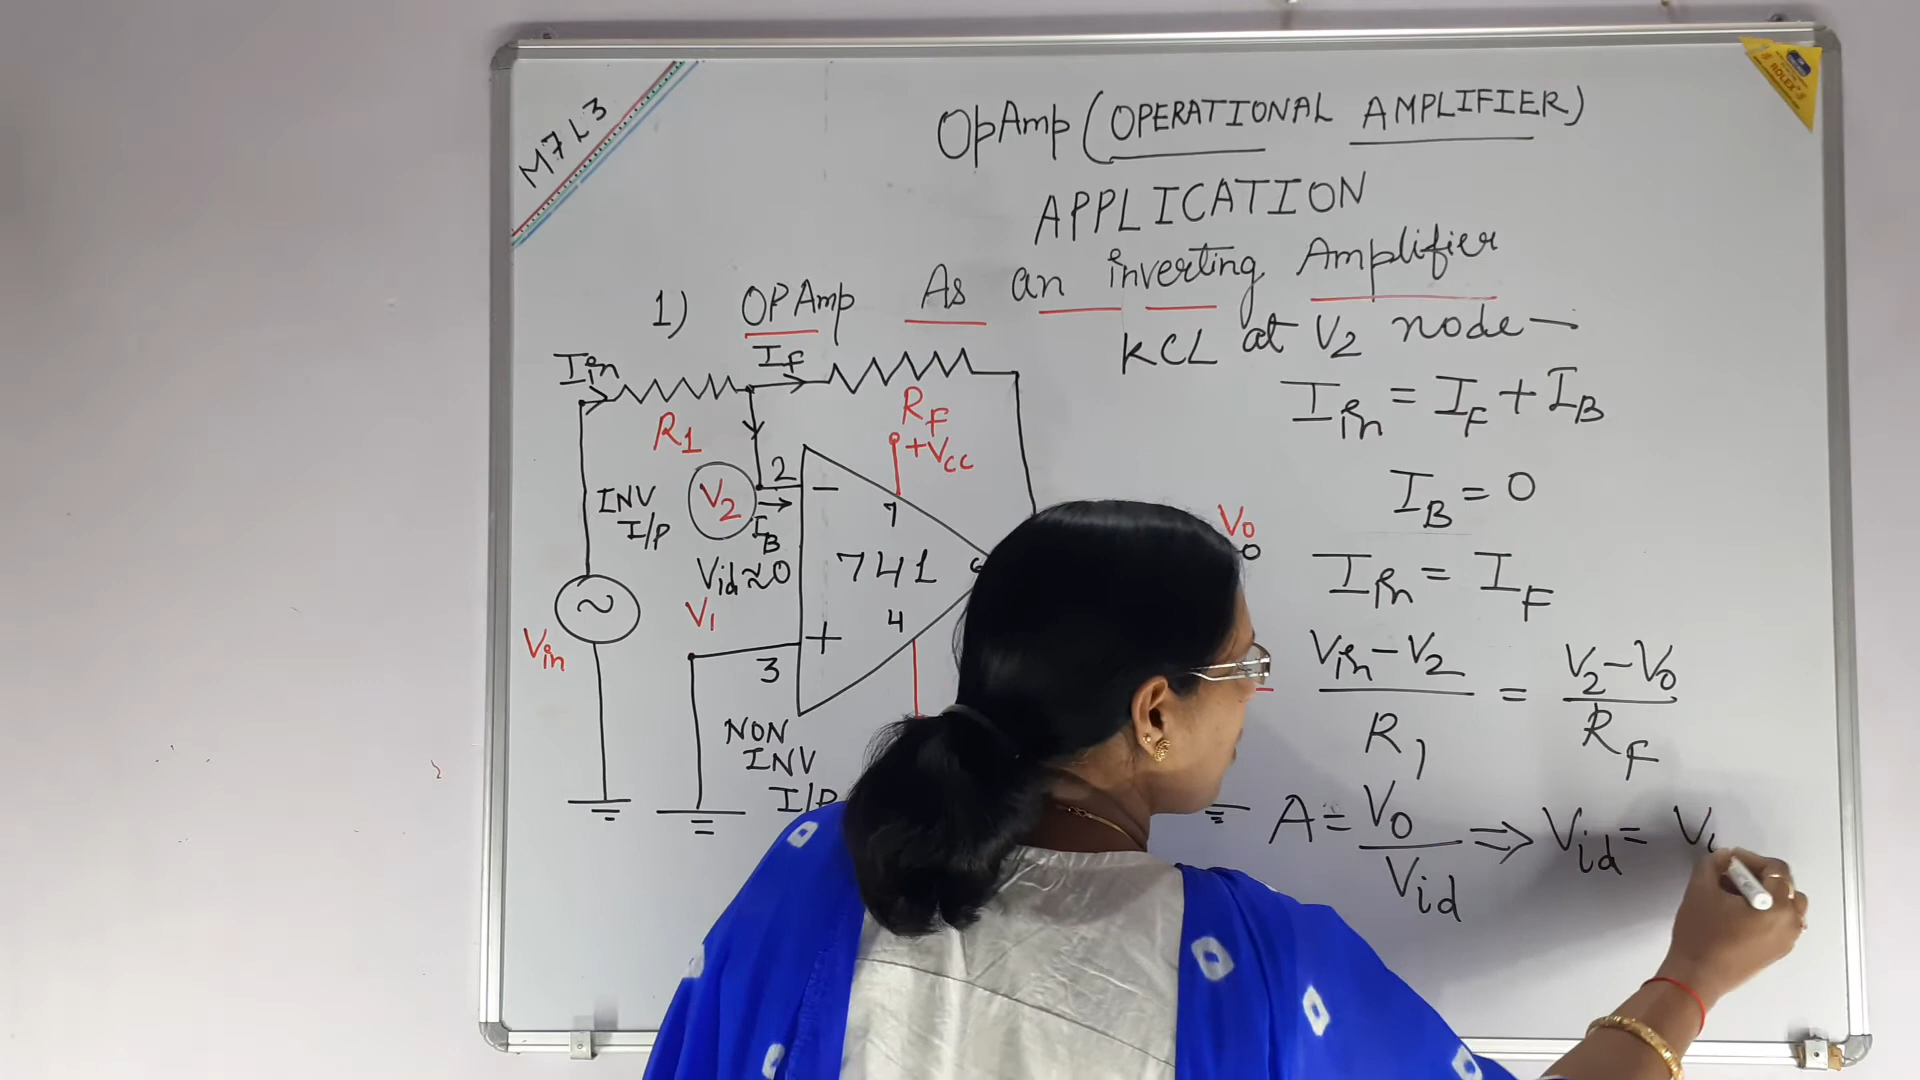 M7L3
OpAmp (OPERATIONAL AMPLIFIER)
APPLICATION
1) OPAmp As an inverting Amplifier
KCL at V2 node -
Iin = IF + IB
IB = 0
Iin = IF
Vin - V2 / R1 = V2 - V0 / RF
A = V0 / Vid ⇒ Vid =
Iin
If
R1
RF
+Vcc
2
-
7
V2
INV
I/P
IB
Vid ≈ 0
V1
741
4
+
3
Vin
~
V0
NON
INV
I/P
ROLEX